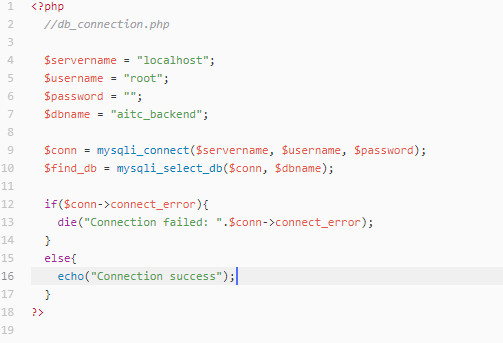 1 <?php
2 //db_connection.php
3
4 $servername = "localhost";
5 $username = "root";
6 $password = "";
7 $dbname = "aitc_backend";
8
9 $conn = mysqli_connect($servername, $username, $password);
10 $find_db = mysqli_select_db($conn, $dbname);
11
12 if($conn->connect_error){
13 die("Connection failed: ".$conn->connect_error);
14 }
15 else{
16 echo("Connection success");
17 }
18 ?>
19